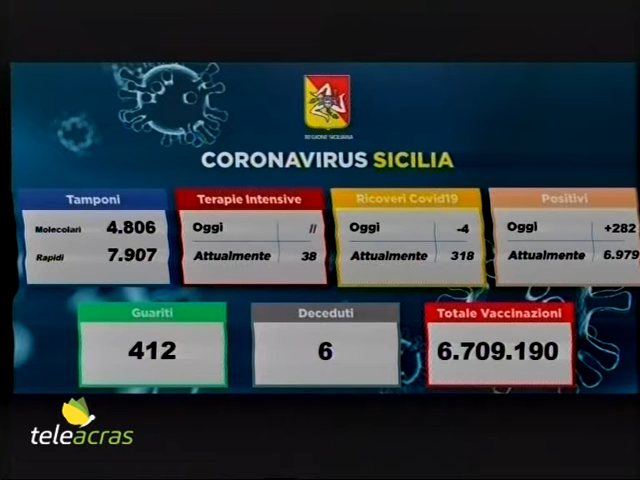 REGIONE SICILIANA
CORONAVIRUS SICILIA
Tamponi
Molecolari 4.806
Rapidi 7.907
Terapie Intensive
Oggi //
Attualmente 38
Ricoveri Covid19
Oggi -4
Attualmente 318
Positivi
Oggi +282
Attualmente 6.979
Guariti
412
Deceduti
6
Totale Vaccinazioni
6.709.190
teleacras